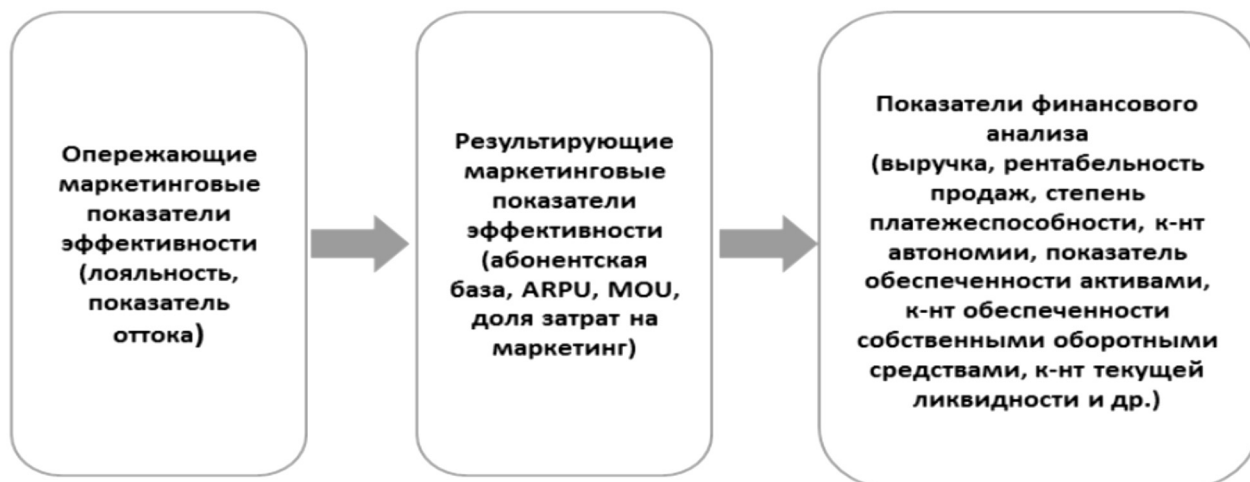 Опережающие
маркетинговые
показатели
эффективности
(лояльность,
показатель
оттока)
Результирующие
маркетинговые
показатели
эффективности
(абонентская
база, ARPU, MOU,
доля затрат на
маркетинг)
Показатели финансового
анализа
(выручка, рентабельность
продаж, степень
платежеспособности, к-нт
автономии, показатель
обеспеченности активами,
к-нт обеспеченности
собственными оборотными
средствами, к-нт текущей
ликвидности и др.)